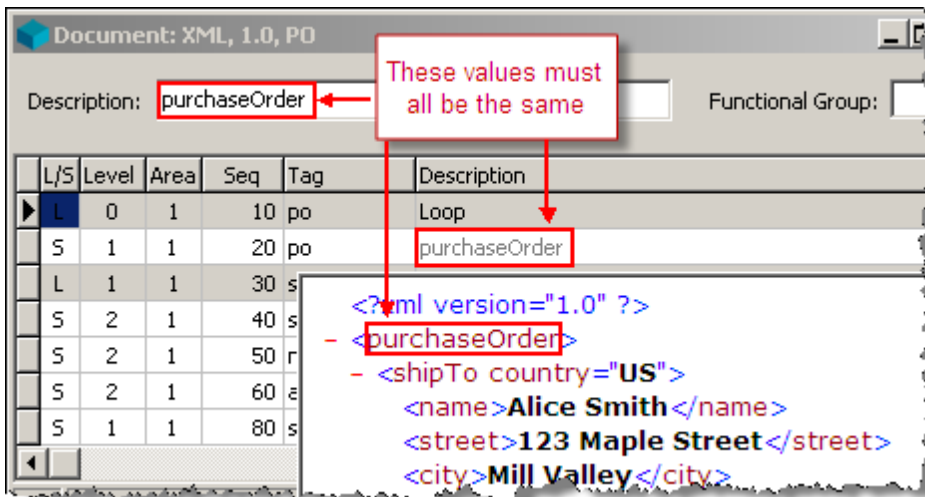 Document: XML, 1.0, PO
These values must
all be the same
Description: purchaseOrder Functional Group:
L/S Level Area Seq Tag Description
L 0 1 10 po Loop
S 1 1 20 po purchaseOrder
L 1 1 30 s
S 2 1 40 s
S 2 1 50
S 2 1 60
S 1 1 80 s
<?xml version="1.0" ?>
- <purchaseOrder>
- <shipTo country="US">
<name>Alice Smith</name>
<street>123 Maple Street</street>
<city>Mill Valley</city>